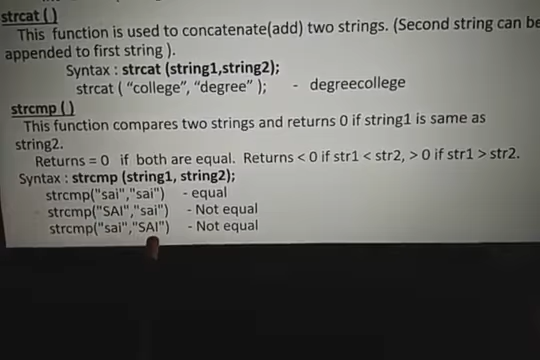 strcat ( )
This function is used to concatenate(add) two strings. (Second string can be
appended to first string ).
Syntax : strcat (string1,string2);
strcat ( “college”, “degree” ); - degreecollege
strcmp ( )
This function compares two strings and returns 0 if string1 is same as
string2.
Returns = 0 if both are equal. Returns < 0 if str1 < str2, > 0 if str1 > str2.
Syntax : strcmp (string1, string2);
strcmp("sai","sai") - equal
strcmp("SAI","sai") - Not equal
strcmp("sai","SAI") - Not equal